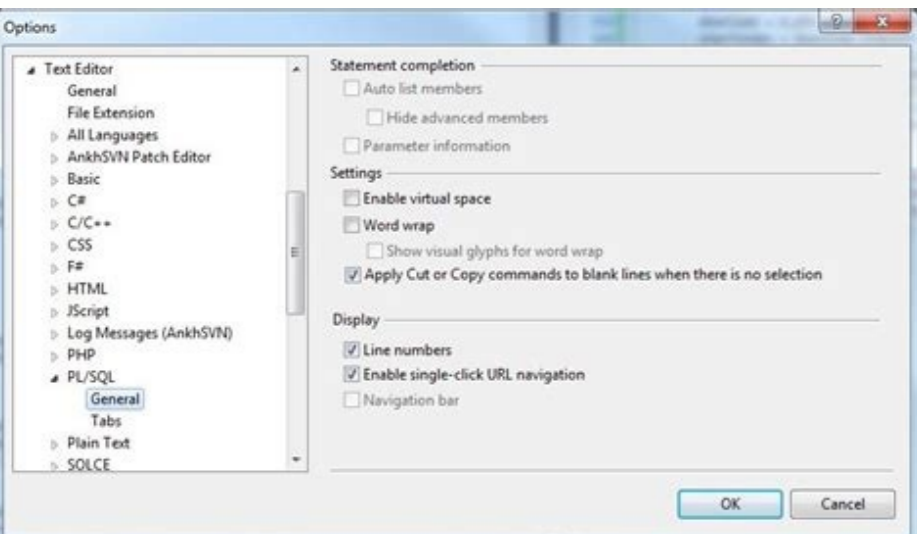 Options
Text Editor
General
File Extension
All Languages
AnkhSVN Patch Editor
Basic
C#
C/C++
CSS
F#
HTML
JScript
Log Messages (AnkhSVN)
PHP
PL/SQL
General
Tabs
Plain Text
SQLCE
Statement completion
Auto list members
Hide advanced members
Parameter information
Settings
Enable virtual space
Word wrap
Show visual glyphs for word wrap
Apply Cut or Copy commands to blank lines when there is no selection
Display
Line numbers
Enable single-click URL navigation
Navigation bar
OK
Cancel